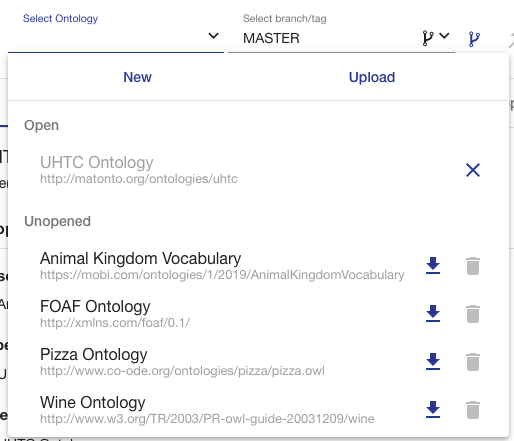 Select Ontology
Select branch/tag
MASTER
New
Upload
Open
UHTC Ontology
http://matonto.org/ontologies/uhtc
Unopened
Animal Kingdom Vocabulary
https://mobi.com/ontologies/1/2019/AnimalKingdomVocabulary
FOAF Ontology
http://xmlns.com/foaf/0.1/
Pizza Ontology
http://www.co-ode.org/ontologies/pizza/pizza.owl
Wine Ontology
http://www.w3.org/TR/2003/PR-owl-guide-20031209/wine